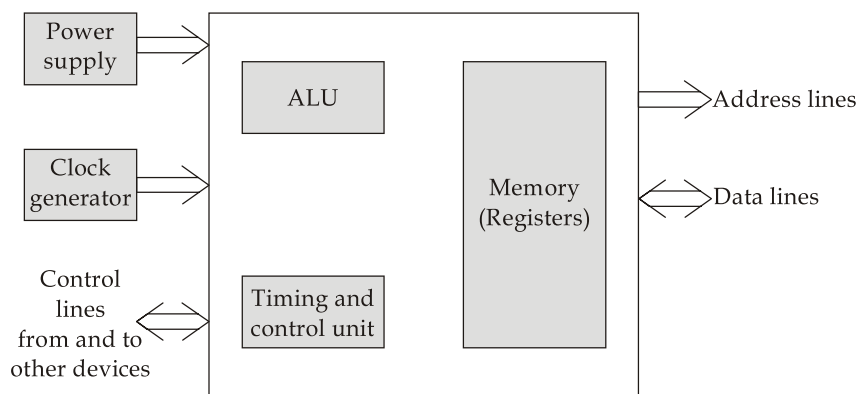 Power
supply
ALU
Address lines
Clock
generator
Memory
(Registers)
Data lines
Control
lines
from and to
other devices
Timing and
control unit